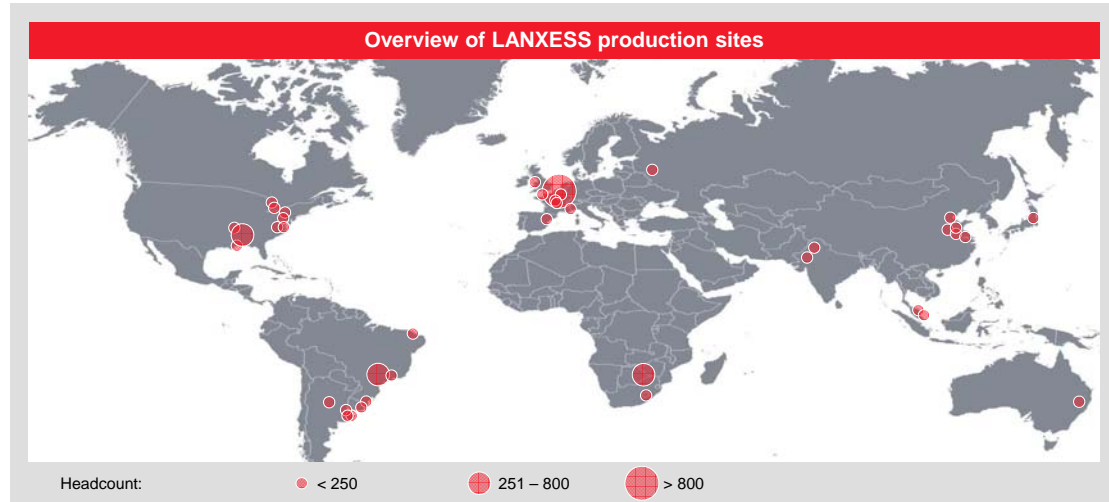 Overview of LANXESS production sites
Headcount: < 250 251 – 800 > 800